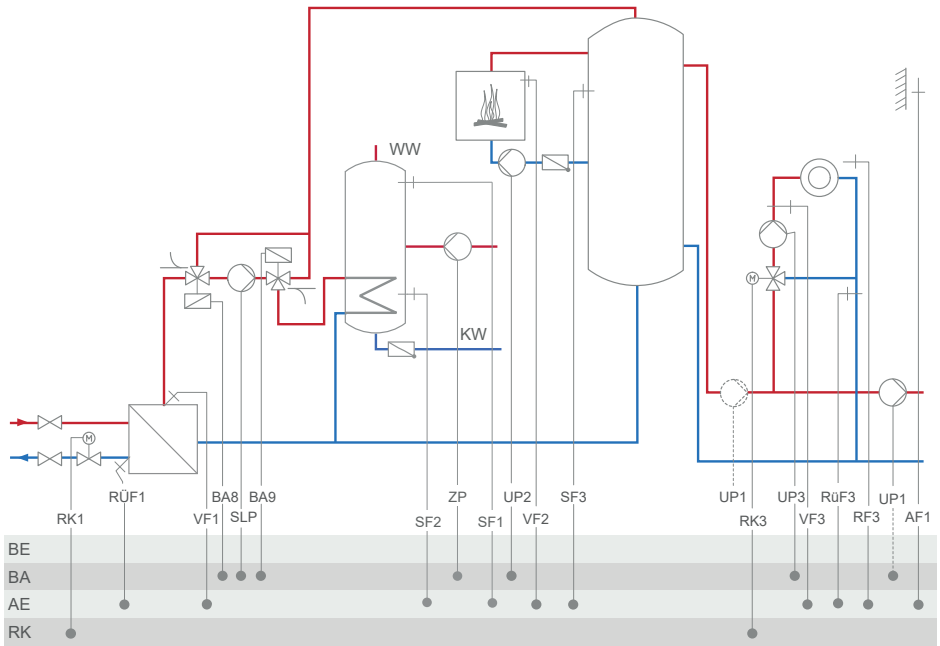 WW
M
KW
M
RÜF1
BA8
BA9
ZP
UP2
SF3
UP1
UP3
RüF3
UP1
RK1
VF1
SLP
SF2
SF1
VF2
RK3
VF3
RF3
AF1
BE
BA
AE
RK